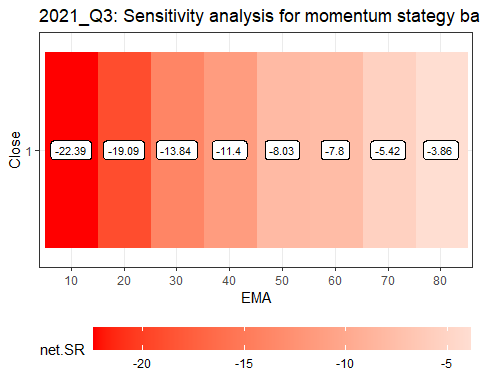 2021_Q3: Sensitivity analysis for momentum stategy ba
Close
1
-22.39 -19.09 -13.84 -11.4 -8.03 -7.8 -5.42 -3.86
10 20 30 40 50 60 70 80
EMA
net.SR
-20 -15 -10 -5